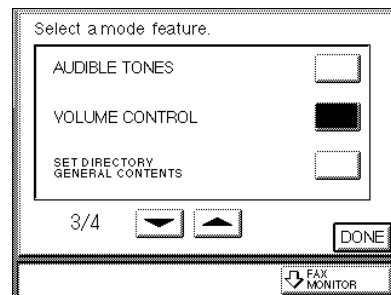 Select a mode feature.
AUDIBLE TONES
VOLUME CONTROL
SET DIRECTORY
GENERAL CONTENTS
3/4
DONE
FAX
MONITOR